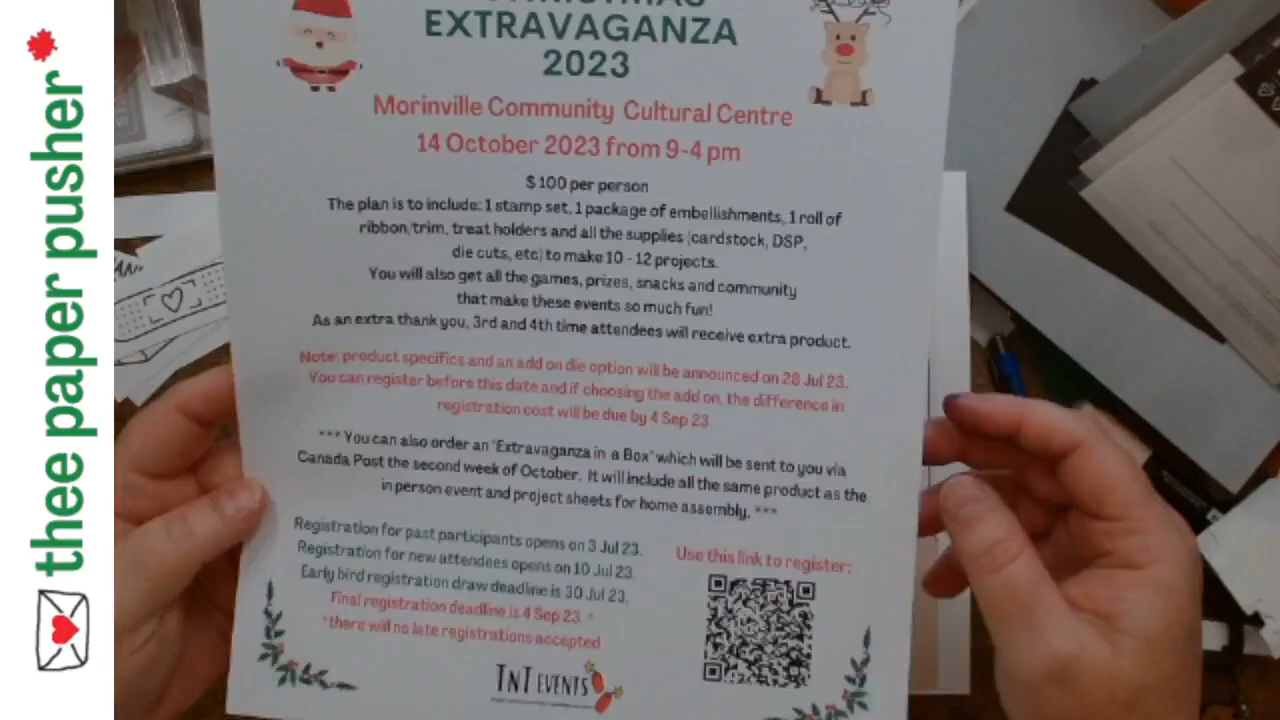 thee paper pusher
EXTRAVAGANZA
2023
Morinville Community Cultural Centre
14 October 2023 from 9-4 pm
$100 per person
The plan is to include: 1 stamp set, 1 package of embellishments, 1 roll of
ribbon/trim, treat holders and all the supplies (cardstock, DSP,
die cuts, etc) to make 10 - 12 projects.
You will also get all the games, prizes, snacks and community
that make these events so much fun!
As an extra thank you, 3rd and 4th time attendees will receive extra product.
Note: product specifics and an add on die option will be announced on 28 Jul 23.
You can register before this date and if choosing the add on, the difference in
registration cost will be due by 4 Sep 23
*** You can also order an "Extravaganza in a Box" which will be sent to you via
Canada Post the second week of October. It will include all the same product as the
in person event and project sheets for home assembly. ***
Registration for past participants opens on 3 Jul 23.
Registration for new attendees opens on 10 Jul 23.
Early bird registration draw deadline is 30 Jul 23.
Final registration deadline is 4 Sep 23. *
*there will no late registrations accepted
Use this link to register:
TNT EVENTS